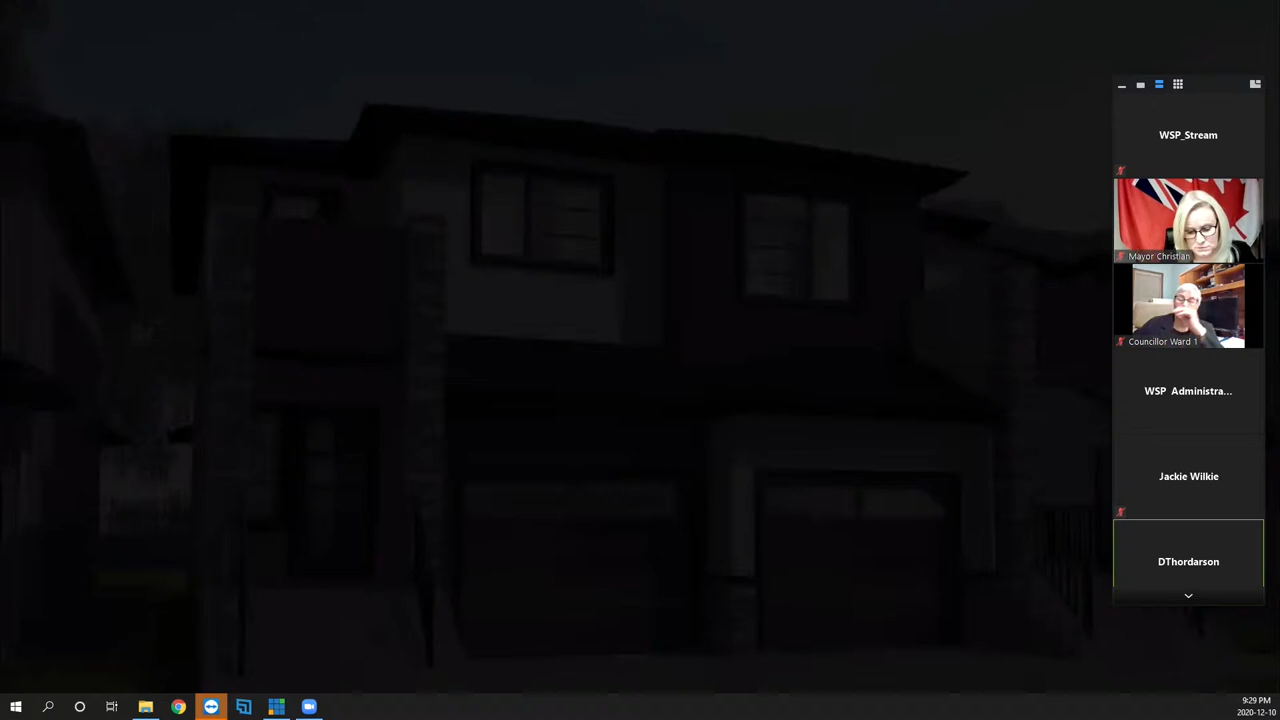 WSP_Stream
Mayor Christian
Councillor Ward 1
WSP Administra...
Jackie Wilkie
DThordarson
9:29 PM
2020-12-10